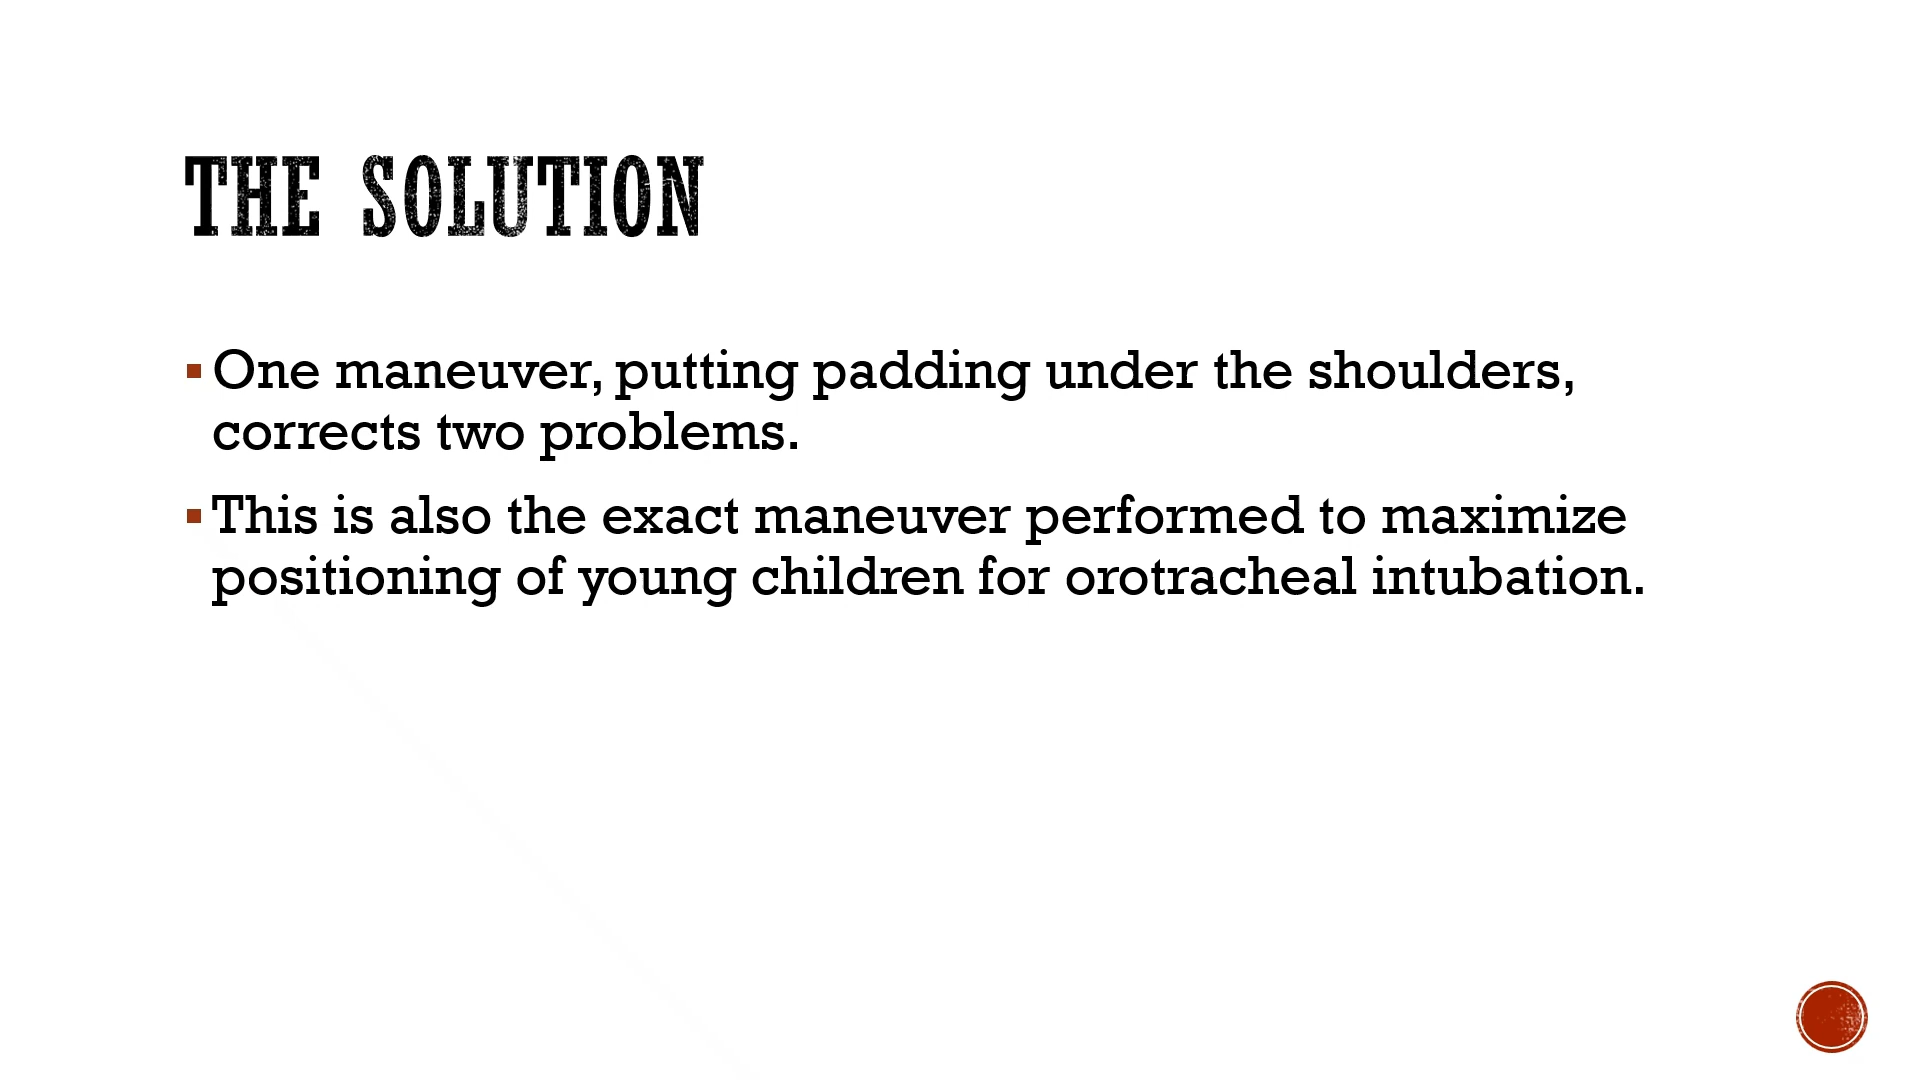 THE SOLUTION
▪ One maneuver, putting padding under the shoulders,
corrects two problems.
▪ This is also the exact maneuver performed to maximize
positioning of young children for orotracheal intubation.